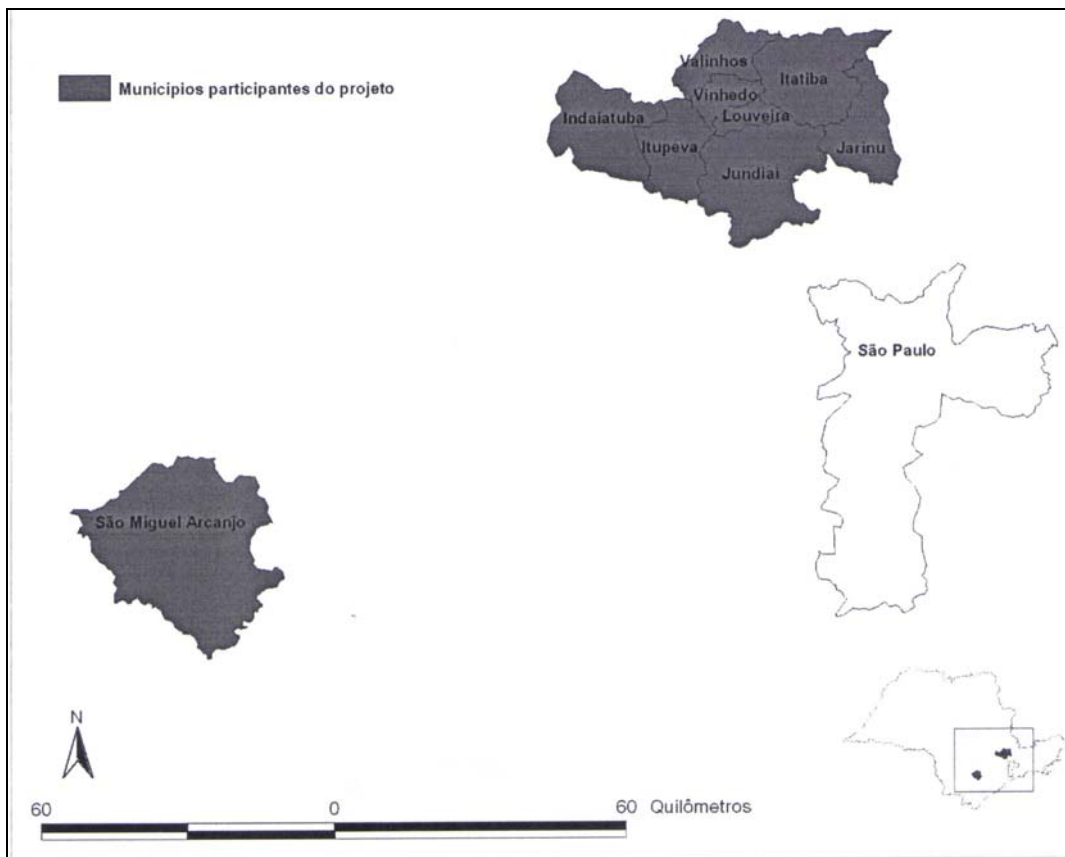 Valinhos
Itatiba
Municípios participantes do projeto
Vinhedo
Indaiatuba
Louveira
Itupeva
Jarinu
Jundiaí
São Paulo
São Miguel Arcanjo
N
60 0 60 Quilômetros